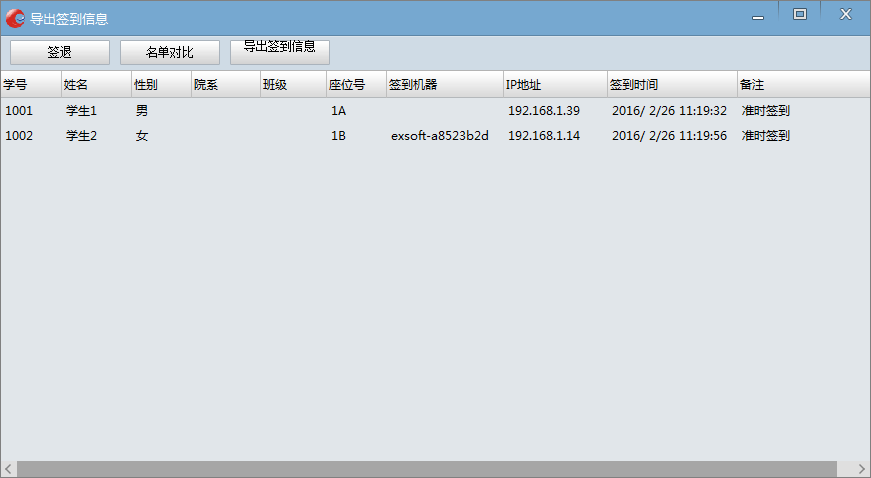 导出签到信息
签退 名单对比 导出签到信息
学号 姓名 性别 院系 班级 座位号 签到机器 IP地址 签到时间 备注
1001 学生1 男 1A 192.168.1.39 2016/ 2/26 11:19:32 准时签到
1002 学生2 女 1B exsoft-a8523b2d 192.168.1.14 2016/ 2/26 11:19:56 准时签到